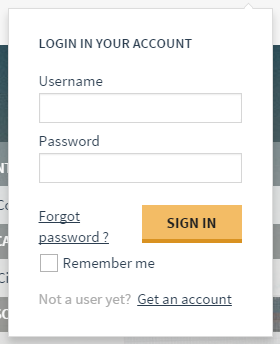 LOGIN IN YOUR ACCOUNT
Username
Password
Forgot
password ?
SIGN IN
Remember me
Not a user yet? Get an account